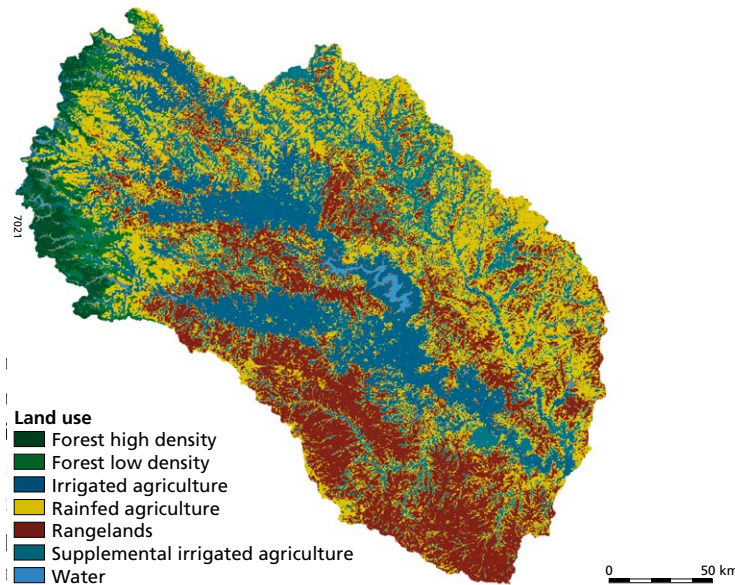 7021
Land use
Forest high density
Forest low density
Irrigated agriculture
Rainfed agriculture
Rangelands
Supplemental irrigated agriculture
Water
0 50 km